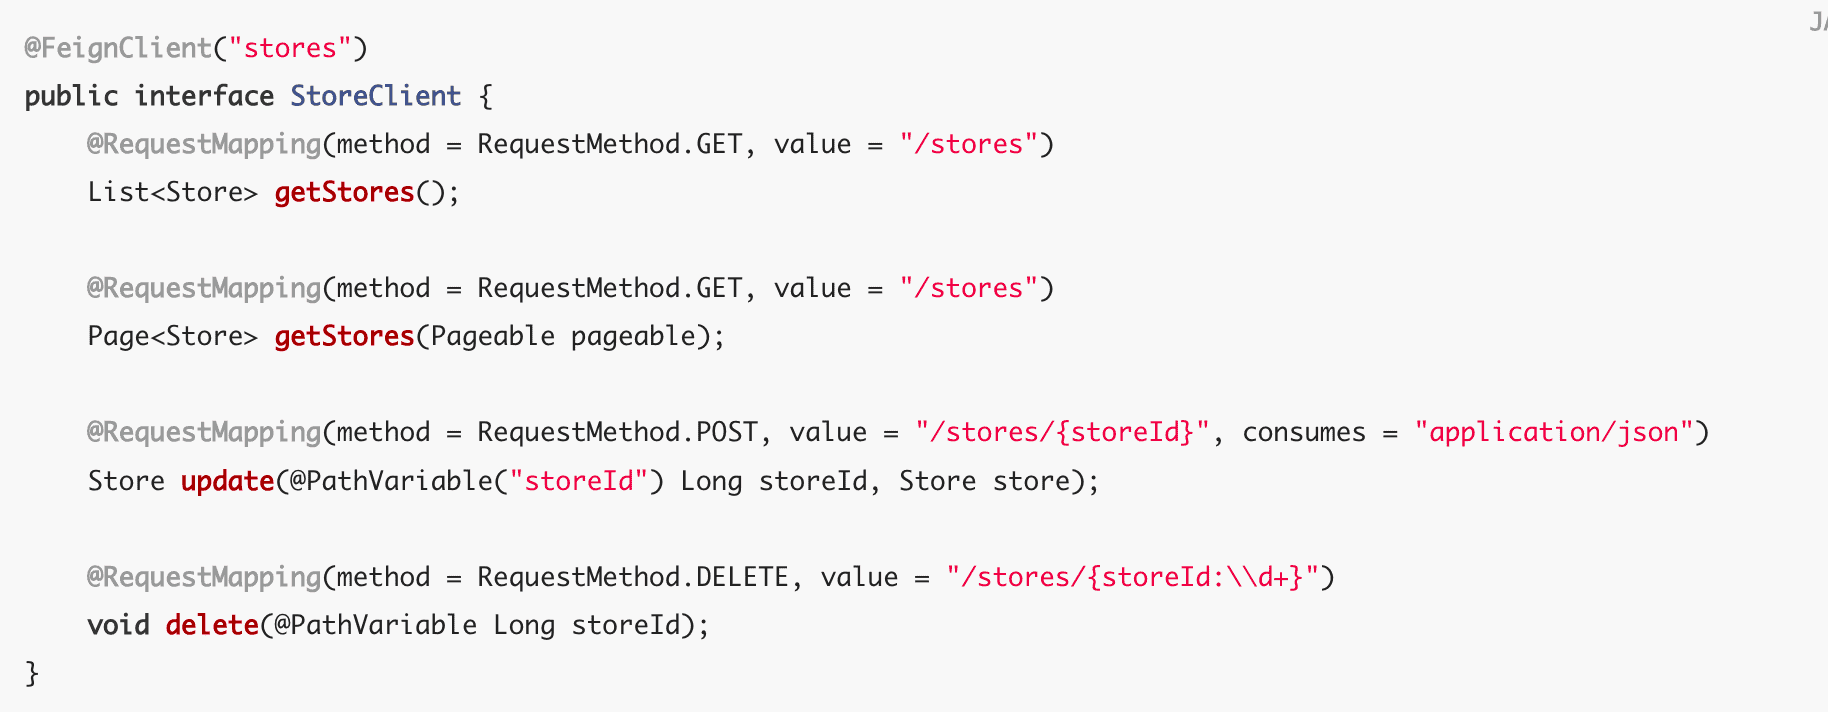 JA
@FeignClient("stores")
public interface StoreClient {
    @RequestMapping(method = RequestMethod.GET, value = "/stores")
    List<Store> getStores();
    @RequestMapping(method = RequestMethod.GET, value = "/stores")
    Page<Store> getStores(Pageable pageable);
    @RequestMapping(method = RequestMethod.POST, value = "/stores/{storeId}", consumes = "application/json")
    Store update(@PathVariable("storeId") Long storeId, Store store);
    @RequestMapping(method = RequestMethod.DELETE, value = "/stores/{storeId:\\d+}")
    void delete(@PathVariable Long storeId);
}